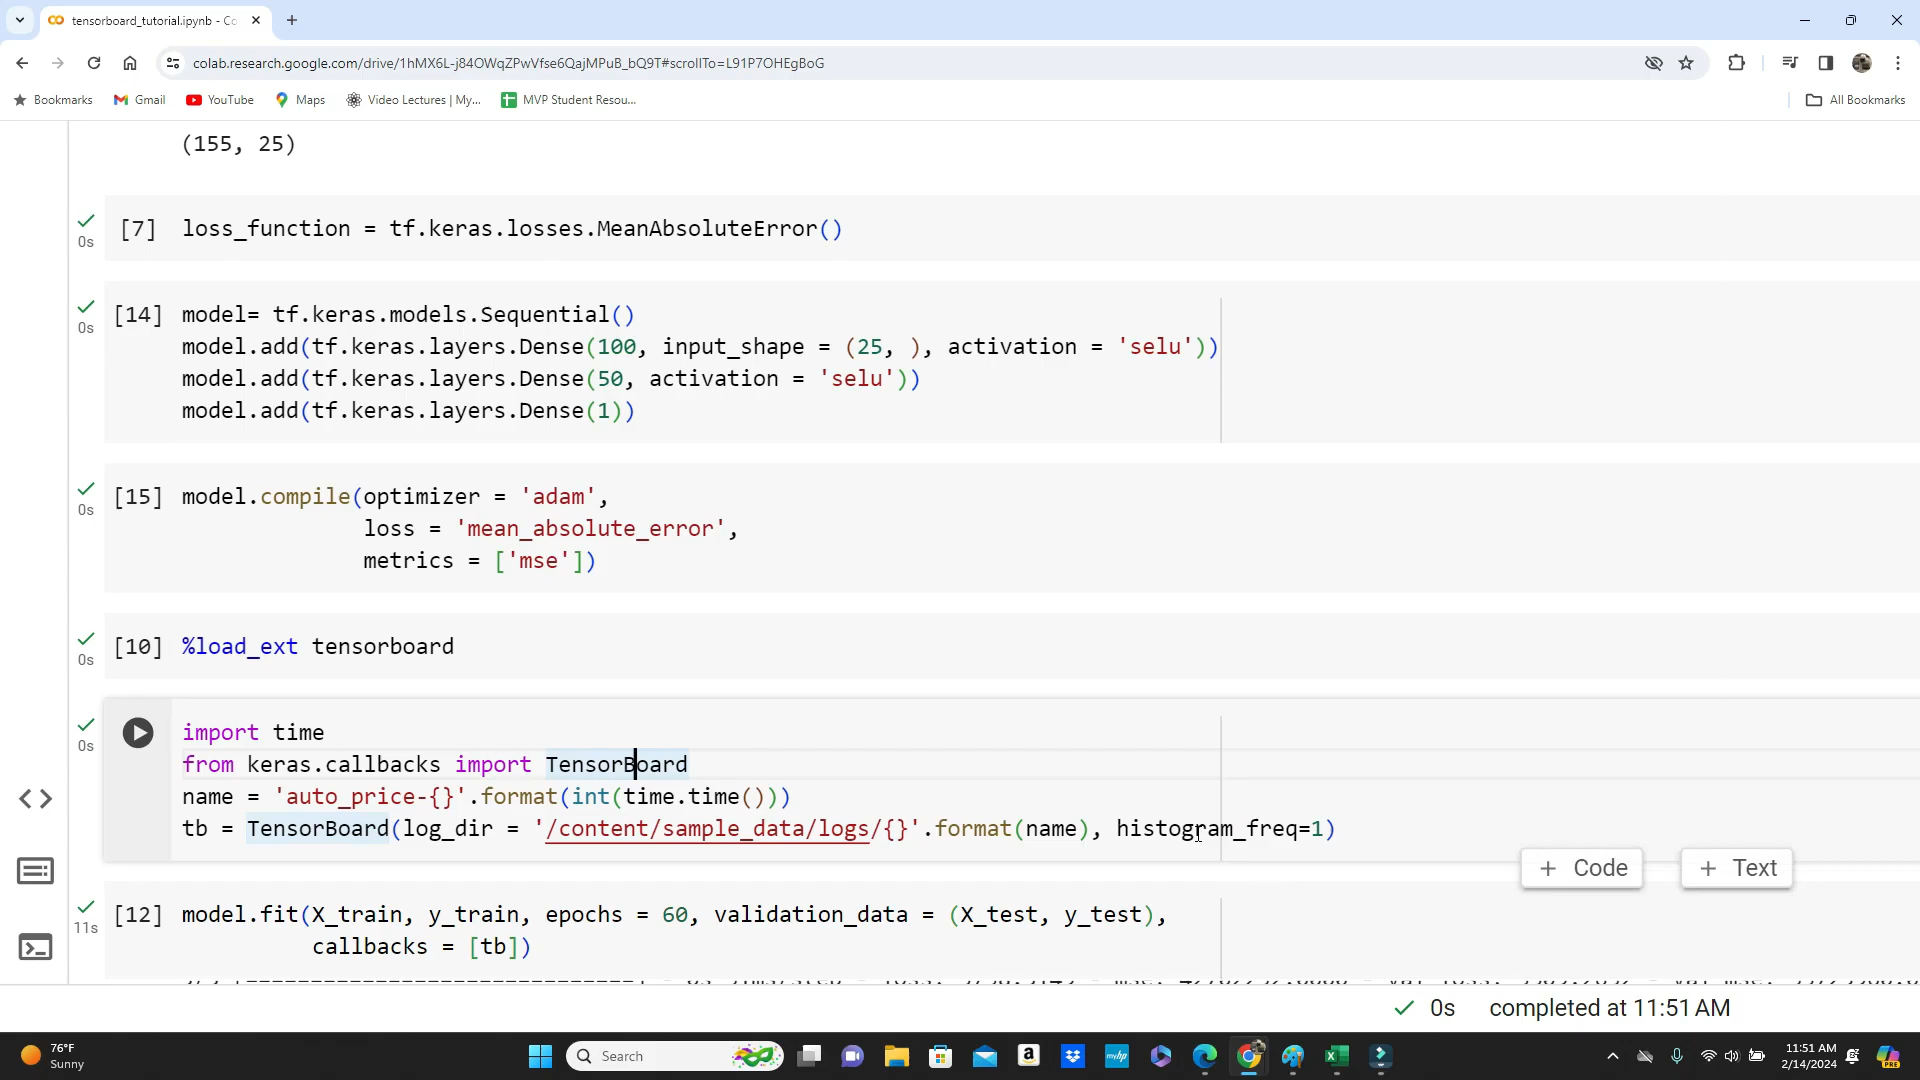 tensorboard_tutorial.ipynb - Co
colab.research.google.com/drive/1hMX6L-j84OWqZPwVfse6QajMPuB_bQ9T#scrollTo=L91P7OHEgBoG
Bookmarks
Gmail
YouTube
Maps
Video Lectures | My...
MVP Student Resou...
All Bookmarks
(155, 25)
0s
[7] loss_function = tf.keras.losses.MeanAbsoluteError()
[14] model= tf.keras.models.Sequential()
0s
model.add(tf.keras.layers.Dense(100, input_shape = (25, ), activation = 'selu'))
model.add(tf.keras.layers.Dense(50, activation = 'selu'))
model.add(tf.keras.layers.Dense(1))
[15] model.compile(optimizer = 'adam',
0s
loss = 'mean_absolute_error',
metrics = ['mse'])
[10] %load_ext tensorboard
0s
import time
0s
from keras.callbacks import TensorBoard
name = 'auto_price-{}'.format(int(time.time()))
tb = TensorBoard(log_dir = '/content/sample_data/logs/{}'.format(name), histogram_freq=1)
+ Code
+ Text
[12] model.fit(X_train, y_train, epochs = 60, validation_data = (X_test, y_test),
11s
callbacks = [tb])
0s completed at 11:51 AM
76°F
Sunny
Search
11:51 AM
2/14/2024